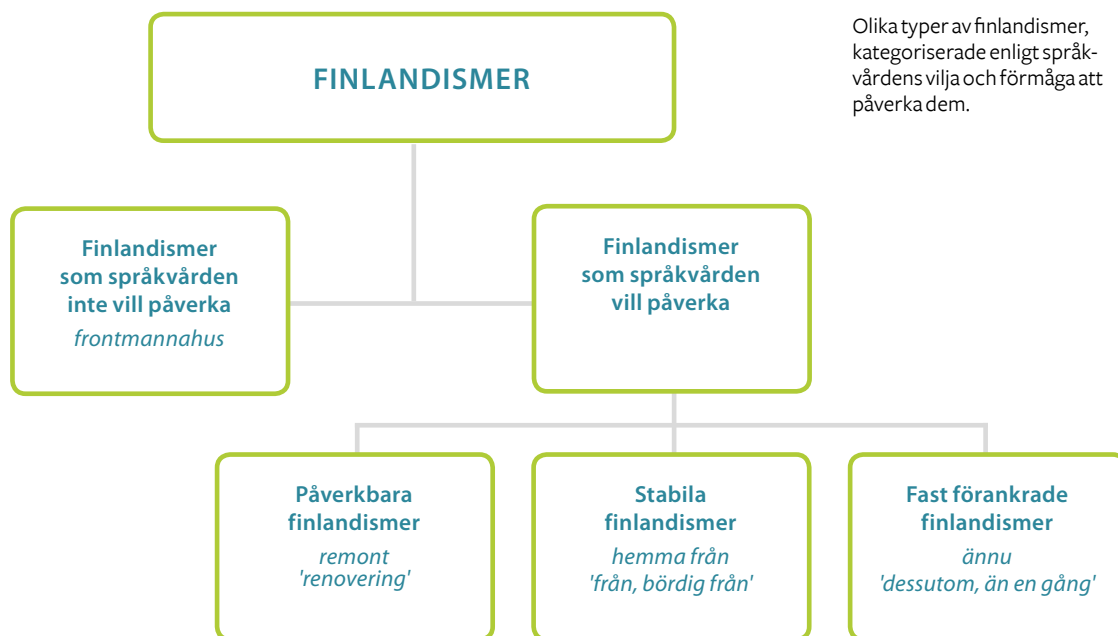 Olika typer av finlandismer,
kategoriserade enligt språk-
vårdens vilja och förmåga att
påverka dem.
FINLANDISMER
Finlandismer
som språkvården
inte vill påverka
frontmannahus
Finlandismer
som språkvården
vill påverka
Påverkbara
finlandismer
remont
'renovering'
Stabila
finlandismer
hemma från
'från, bördig från'
Fast förankrade
finlandismer
ännu
'dessutom, än en gång'